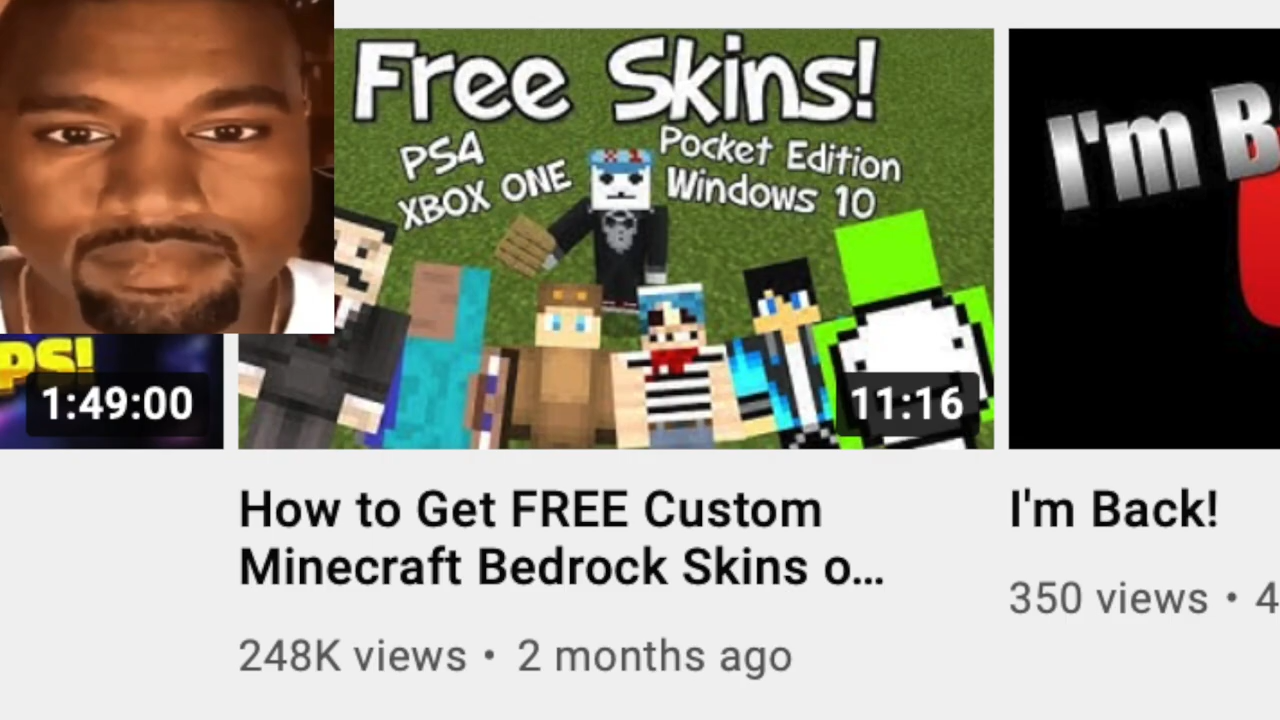 Free Skins!
PS4
XBOX ONE
Pocket Edition
Windows 10
I'm B
PS!
1:49:00
11:16
How to Get FREE Custom
Minecraft Bedrock Skins o...
248K views • 2 months ago
I'm Back!
350 views • 4